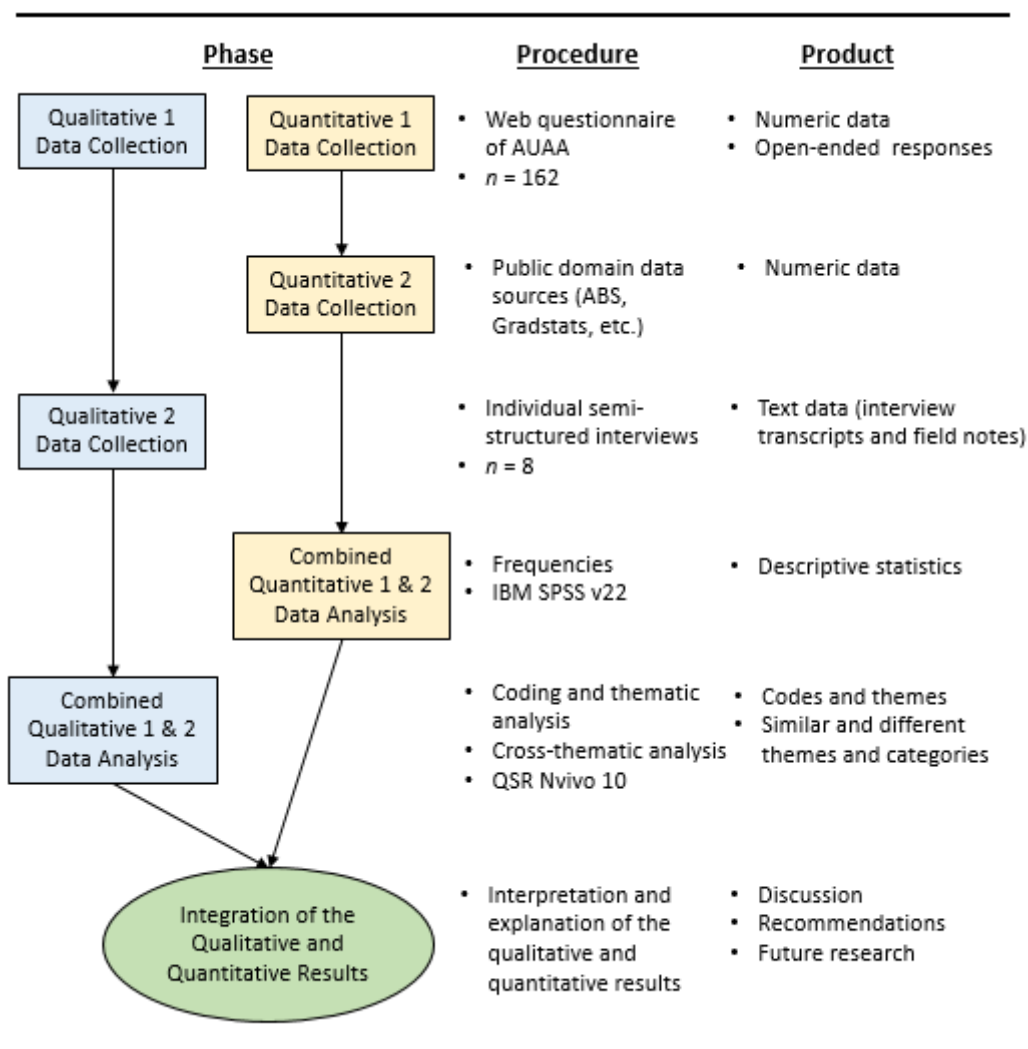 Phase
Procedure
Product
Qualitative 1
Data Collection
Quantitative 1
Data Collection
• Web questionnaire
of AUAA
• n = 162
• Numeric data
• Open-ended responses
Quantitative 2
Data Collection
• Public domain data
sources (ABS,
Gradstats, etc.)
• Numeric data
Qualitative 2
Data Collection
• Individual semi-
structured interviews
• n = 8
• Text data (interview
transcripts and field notes)
Combined
Quantitative 1 & 2
Data Analysis
• Frequencies
• IBM SPSS v22
• Descriptive statistics
Combined
Qualitative 1 & 2
Data Analysis
• Coding and thematic
analysis
• Cross-thematic analysis
• QSR Nvivo 10
• Codes and themes
• Similar and different
themes and categories
Integration of the
Qualitative and
Quantitative Results
• Interpretation and
explanation of the
qualitative and
quantitative results
• Discussion
• Recommendations
• Future research